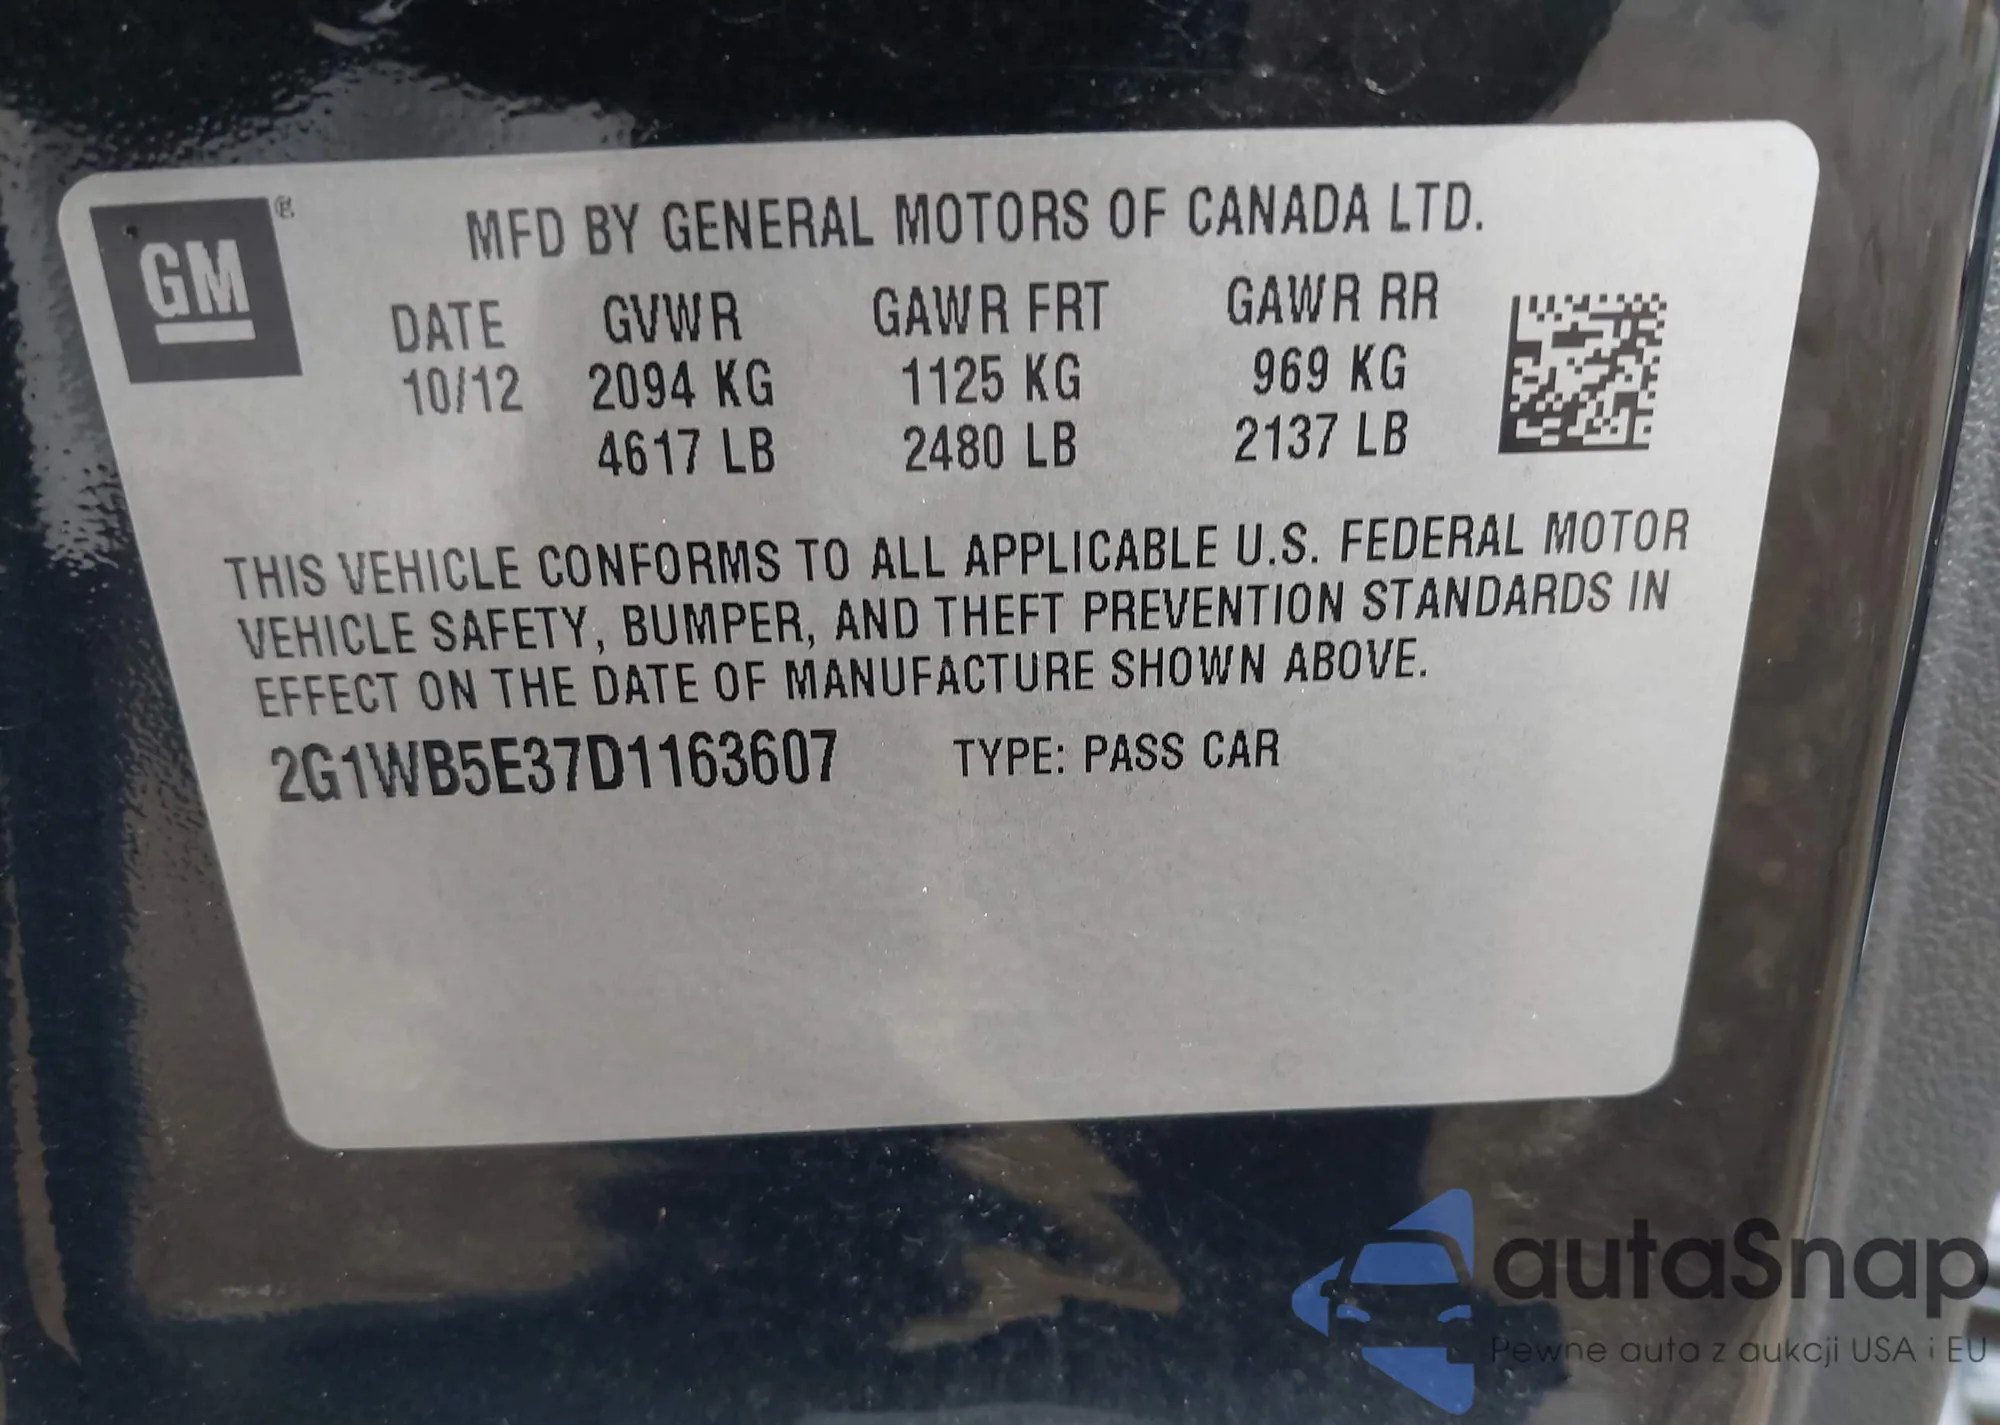 GM ®
MFD BY GENERAL MOTORS OF CANADA LTD.
DATE GVWR GAWR FRT GAWR RR
10/12 2094 KG 1125 KG 969 KG
4617 LB 2480 LB 2137 LB
THIS VEHICLE CONFORMS TO ALL APPLICABLE U.S. FEDERAL MOTOR
VEHICLE SAFETY, BUMPER, AND THEFT PREVENTION STANDARDS IN
EFFECT ON THE DATE OF MANUFACTURE SHOWN ABOVE.
2G1WB5E37D1163607 TYPE: PASS CAR
autaSnap
Pewne auta z aukcji USA i EU